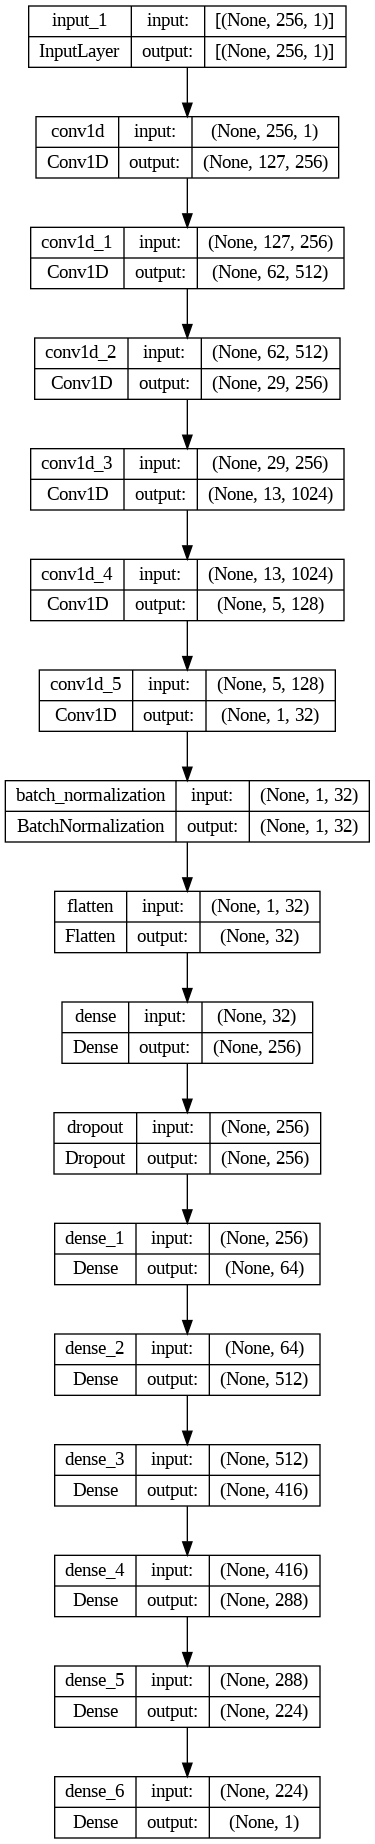 input_1 input: [(None, 256, 1)]
InputLayer output: [(None, 256, 1)]
conv1d input: (None, 256, 1)
Conv1D output: (None, 127, 256)
conv1d_1 input: (None, 127, 256)
Conv1D output: (None, 62, 512)
conv1d_2 input: (None, 62, 512)
Conv1D output: (None, 29, 256)
conv1d_3 input: (None, 29, 256)
Conv1D output: (None, 13, 1024)
conv1d_4 input: (None, 13, 1024)
Conv1D output: (None, 5, 128)
conv1d_5 input: (None, 5, 128)
Conv1D output: (None, 1, 32)
batch_normalization input: (None, 1, 32)
BatchNormalization output: (None, 1, 32)
flatten input: (None, 1, 32)
Flatten output: (None, 32)
dense input: (None, 32)
Dense output: (None, 256)
dropout input: (None, 256)
Dropout output: (None, 256)
dense_1 input: (None, 256)
Dense output: (None, 64)
dense_2 input: (None, 64)
Dense output: (None, 512)
dense_3 input: (None, 512)
Dense output: (None, 416)
dense_4 input: (None, 416)
Dense output: (None, 288)
dense_5 input: (None, 288)
Dense output: (None, 224)
dense_6 input: (None, 224)
Dense output: (None, 1)